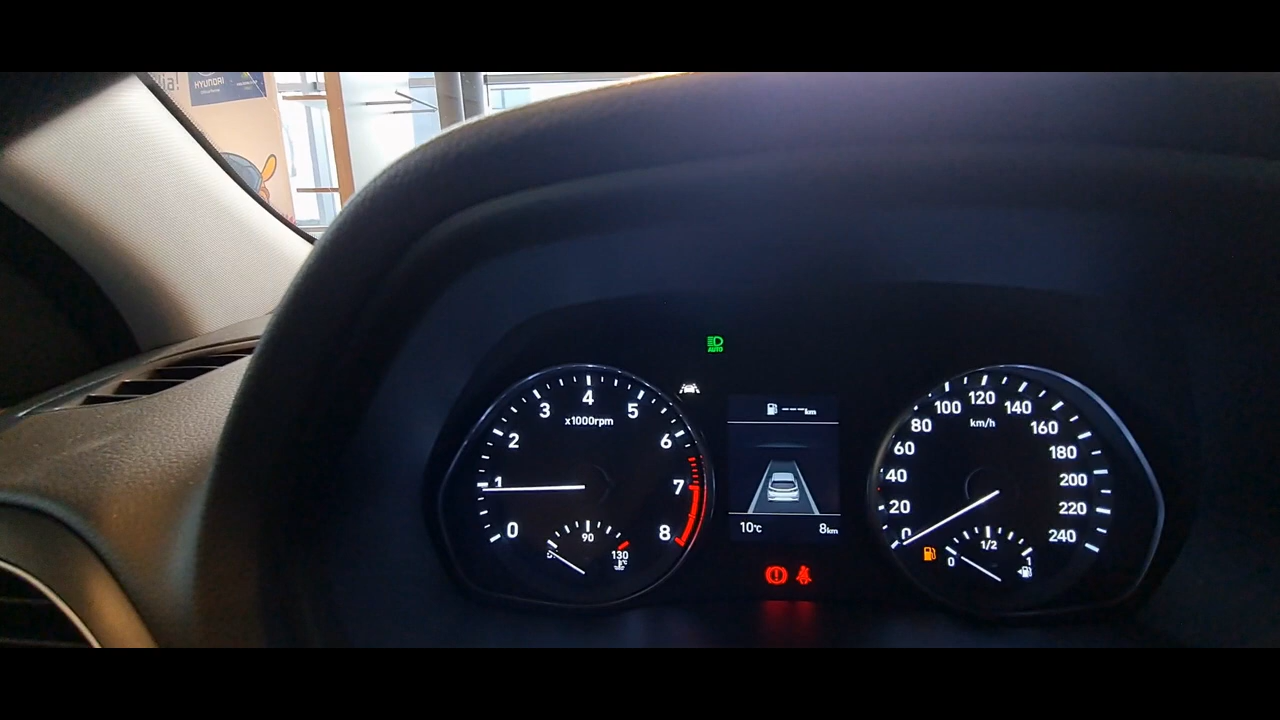 HYUNDAI
AUTO
0 1 2 3 4 5 6 7 8
x1000rpm
90
130
°C
---km
10°C 8km
0 20 40 60 80 100 120 140 160 180 200 220 240
km/h
0 1/2 1